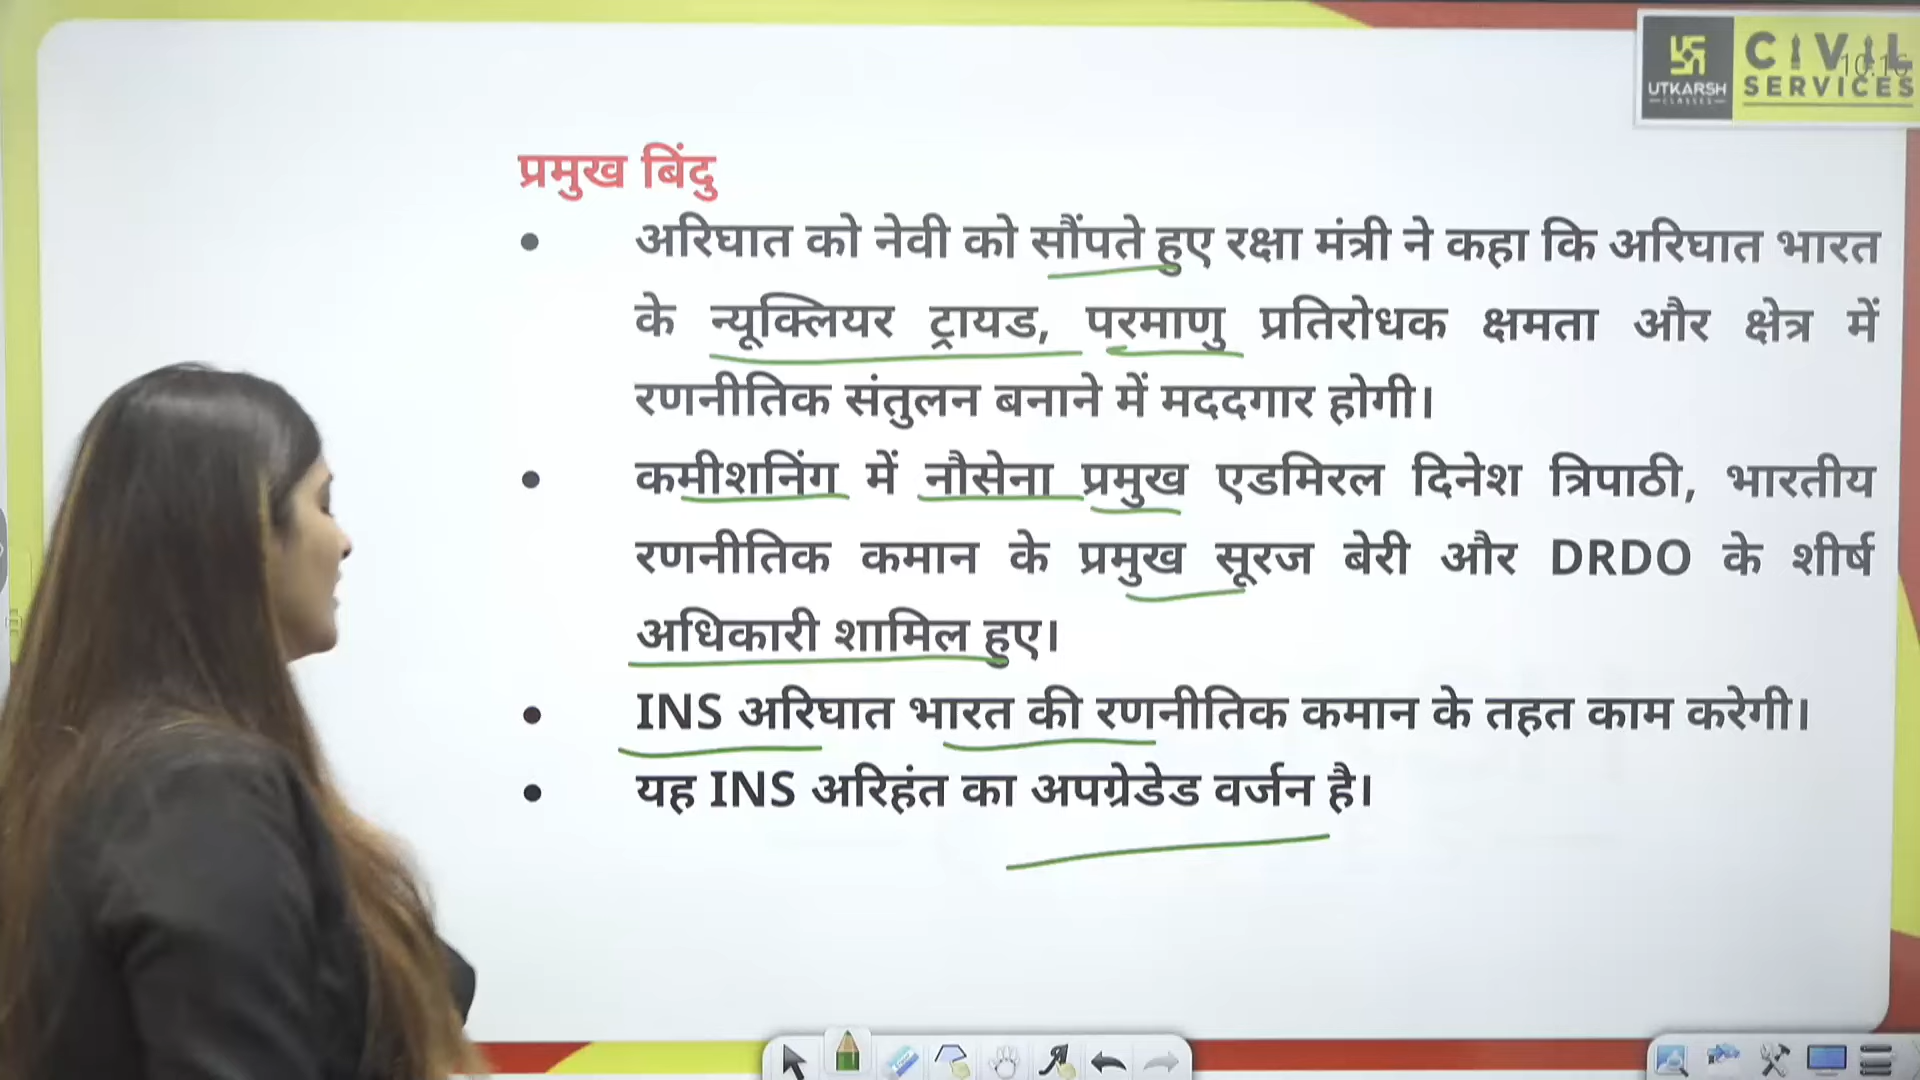 UTKARSH
CLASSES
CIVIL
SERVICES
प्रमुख बिंदु
• अरिघात को नेवी को सौंपते हुए रक्षा मंत्री ने कहा कि अरिघात भारत
के न्यूक्लियर ट्रायड, परमाणु प्रतिरोधक क्षमता और क्षेत्र में
रणनीतिक संतुलन बनाने में मददगार होगी।
• कमीशनिंग में नौसेना प्रमुख एडमिरल दिनेश त्रिपाठी, भारतीय
रणनीतिक कमान के प्रमुख सूरज बेरी और DRDO के शीर्ष
अधिकारी शामिल हुए।
• INS अरिघात भारत की रणनीतिक कमान के तहत काम करेगी।
• यह INS अरिहंत का अपग्रेडेड वर्जन है।